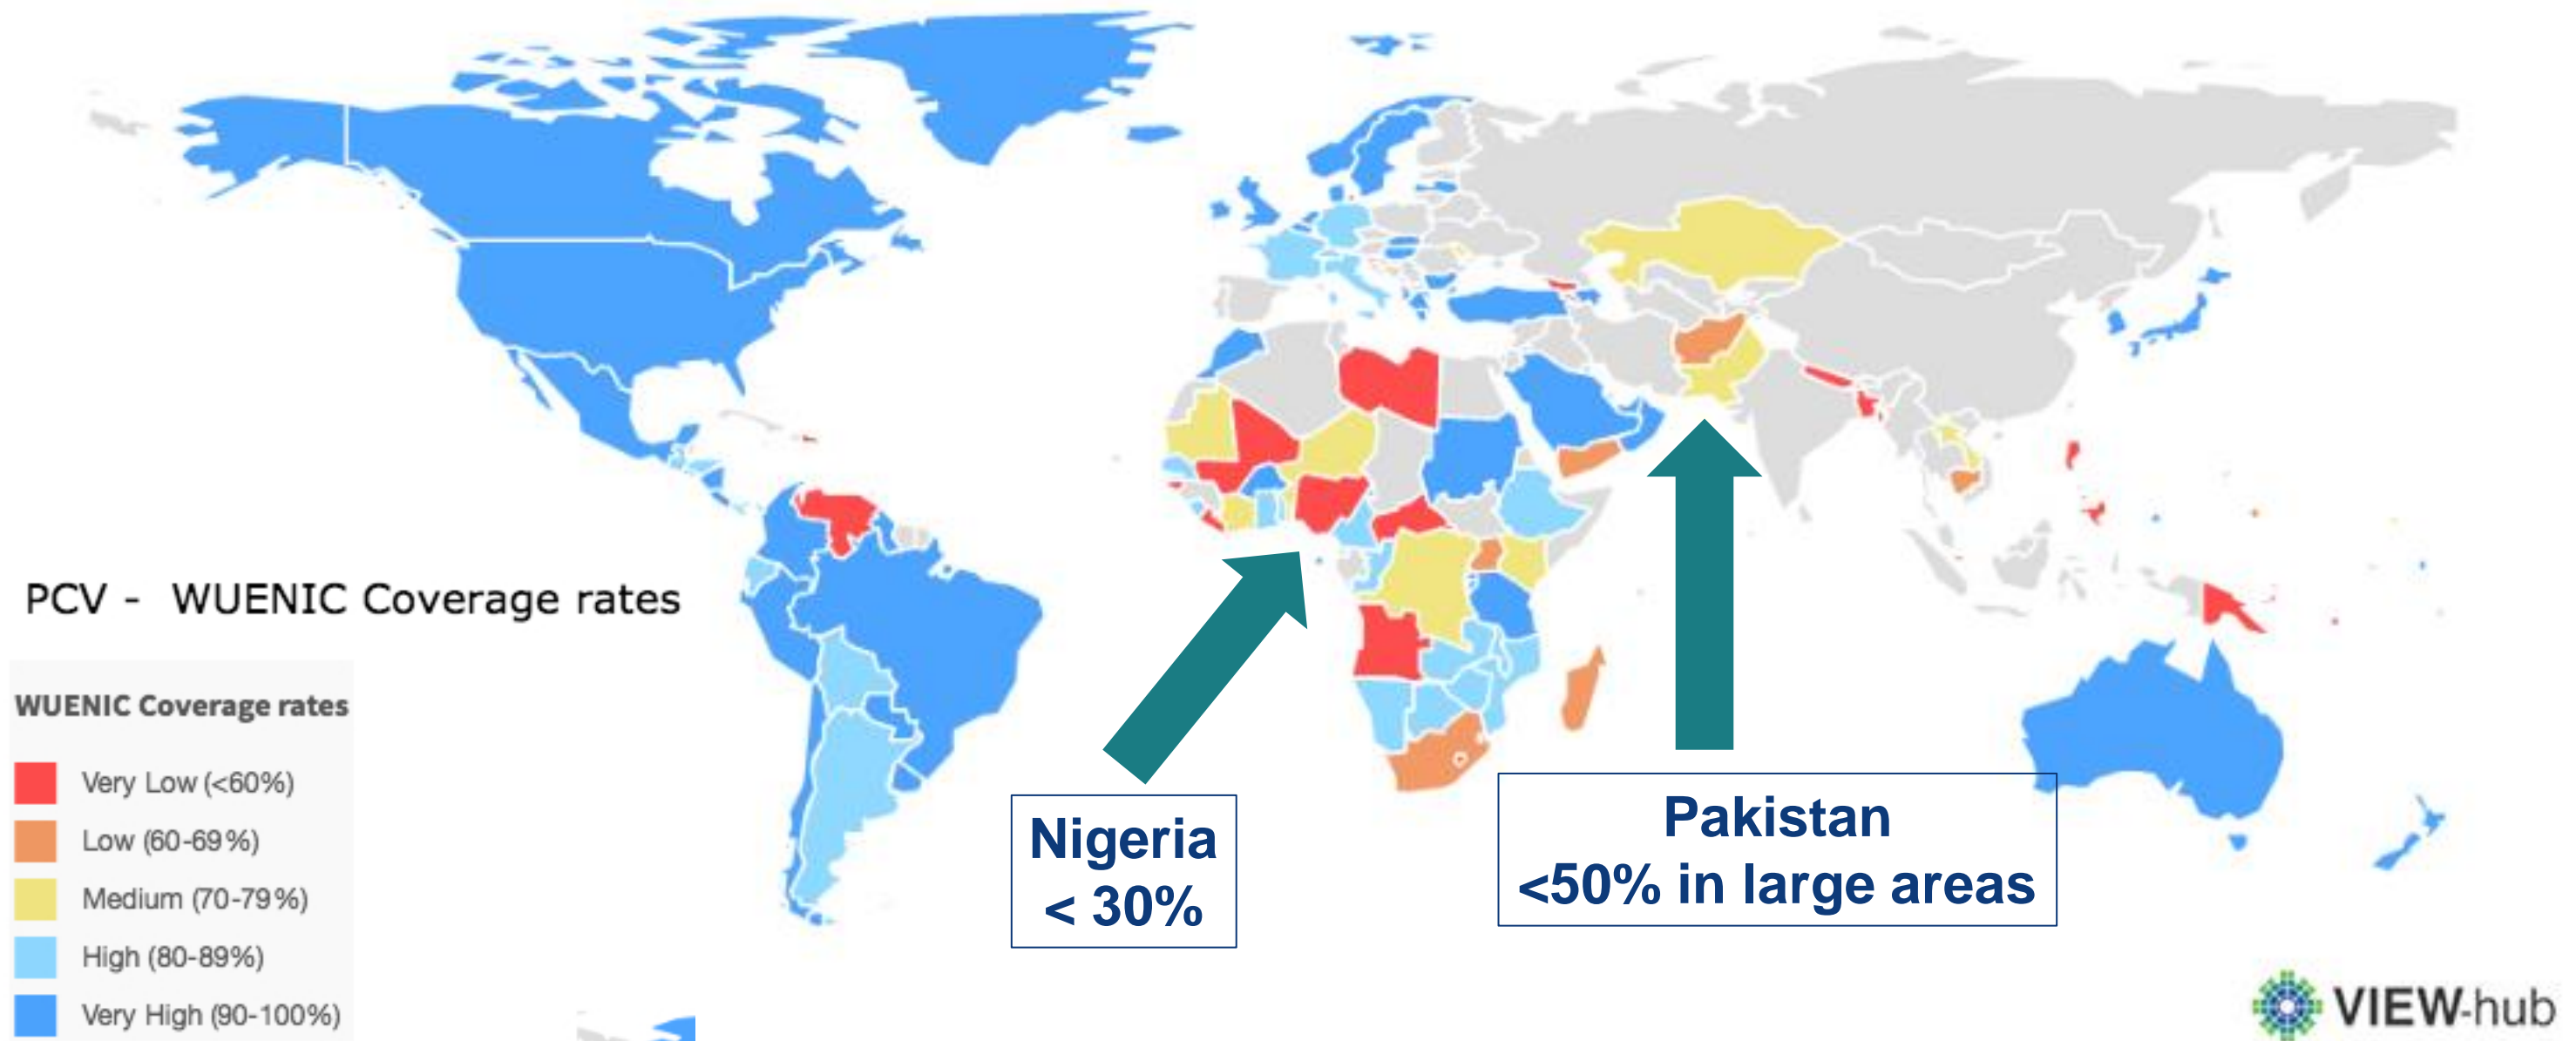 PCV - WUENIC Coverage rates
WUENIC Coverage rates
Very Low (<60%)
Low (60-69%)
Medium (70-79%)
High (80-89%)
Very High (90-100%)
Nigeria
< 30%
Pakistan
<50% in large areas
VIEW-hub